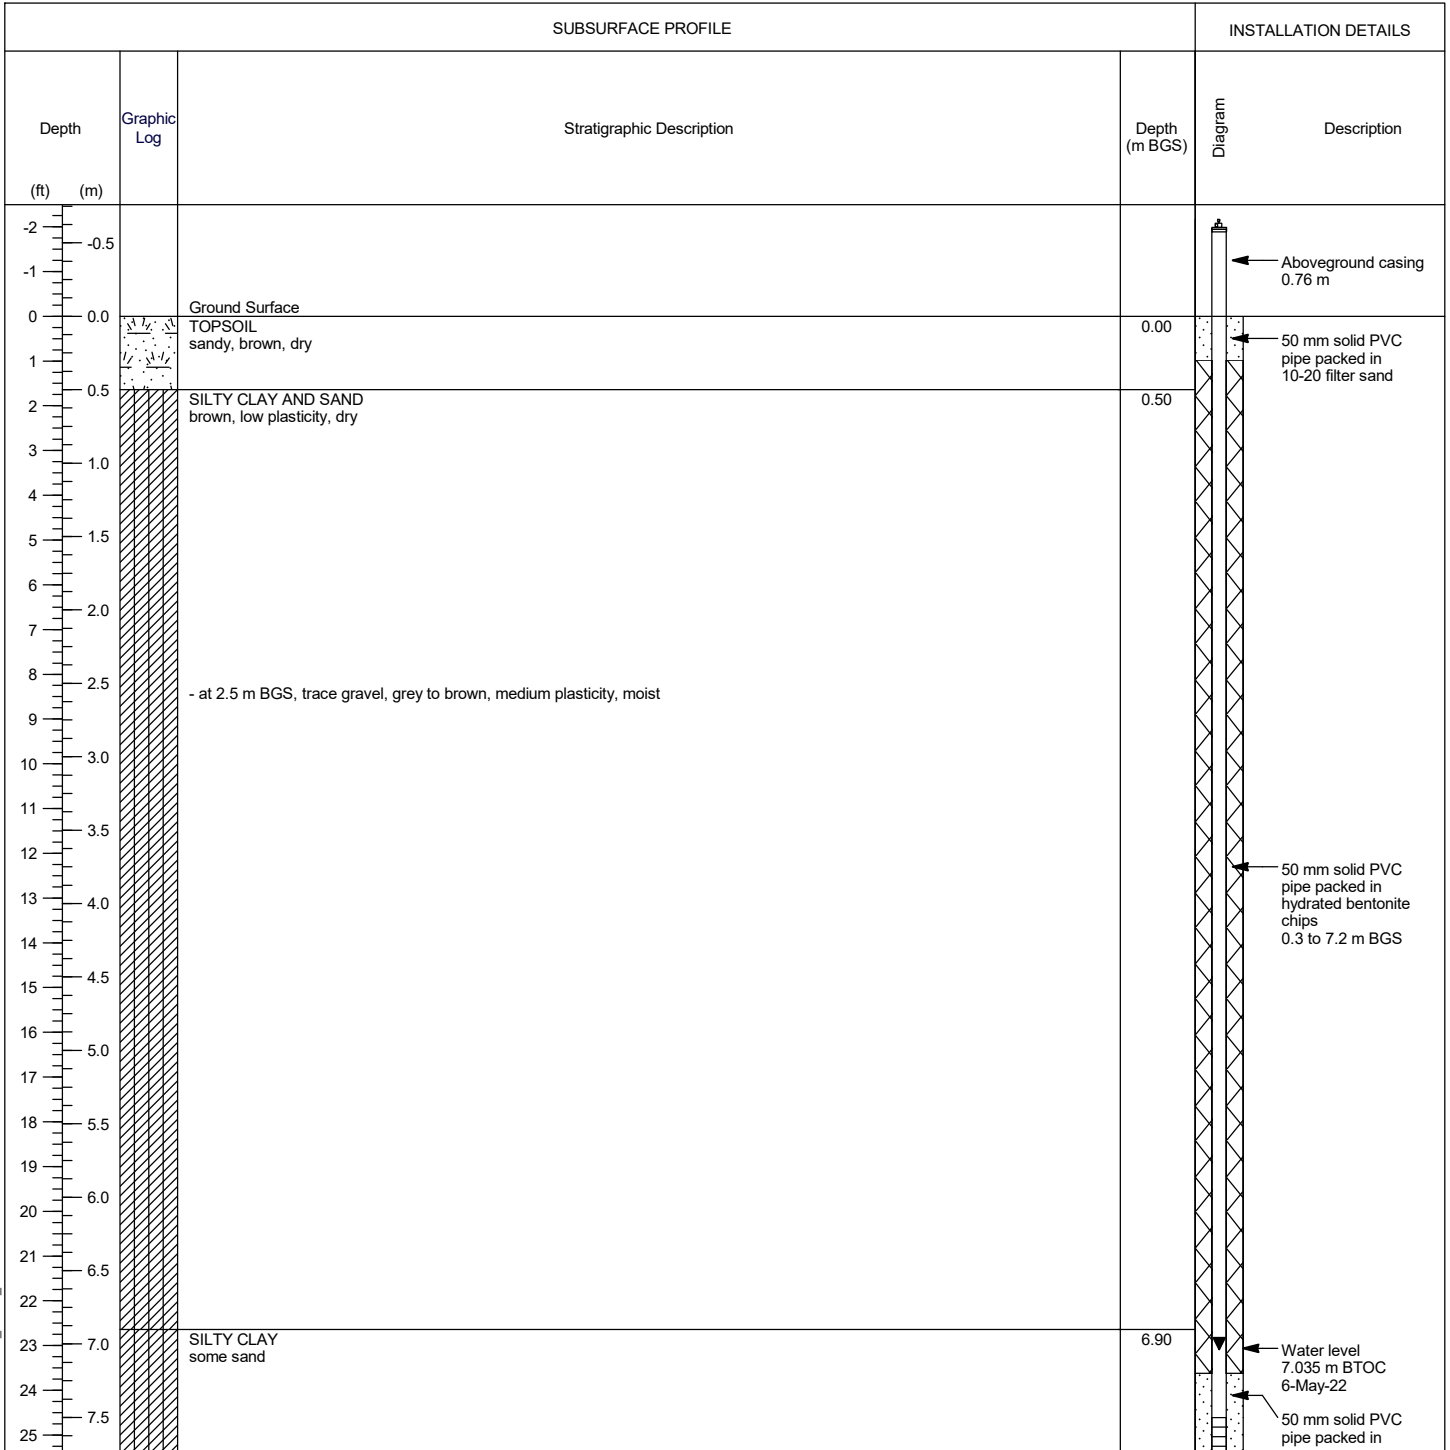 SUBSURFACE PROFILE
INSTALLATION DETAILS
Depth
(ft) (m)
Graphic
Log
Stratigraphic Description
Depth
(m BGS)
Diagram
Description
-2
-0.5
-1
0
0.0
1
0.5
2
3
1.0
4
5
1.5
6
2.0
7
8
2.5
9
10
3.0
11
3.5
12
13
4.0
14
15
4.5
16
5.0
17
18
5.5
19
20
6.0
21
6.5
22
23
7.0
24
7.5
25
Ground Surface
TOPSOIL
sandy, brown, dry
0.00
SILTY CLAY AND SAND
brown, low plasticity, dry
0.50
- at 2.5 m BGS, trace gravel, grey to brown, medium plasticity, moist
SILTY CLAY
some sand
6.90
Aboveground casing
0.76 m
50 mm solid PVC
pipe packed in
10-20 filter sand
50 mm solid PVC
pipe packed in
hydrated bentonite
chips
0.3 to 7.2 m BGS
Water level
7.035 m BTOC
6-May-22
50 mm solid PVC
pipe packed in